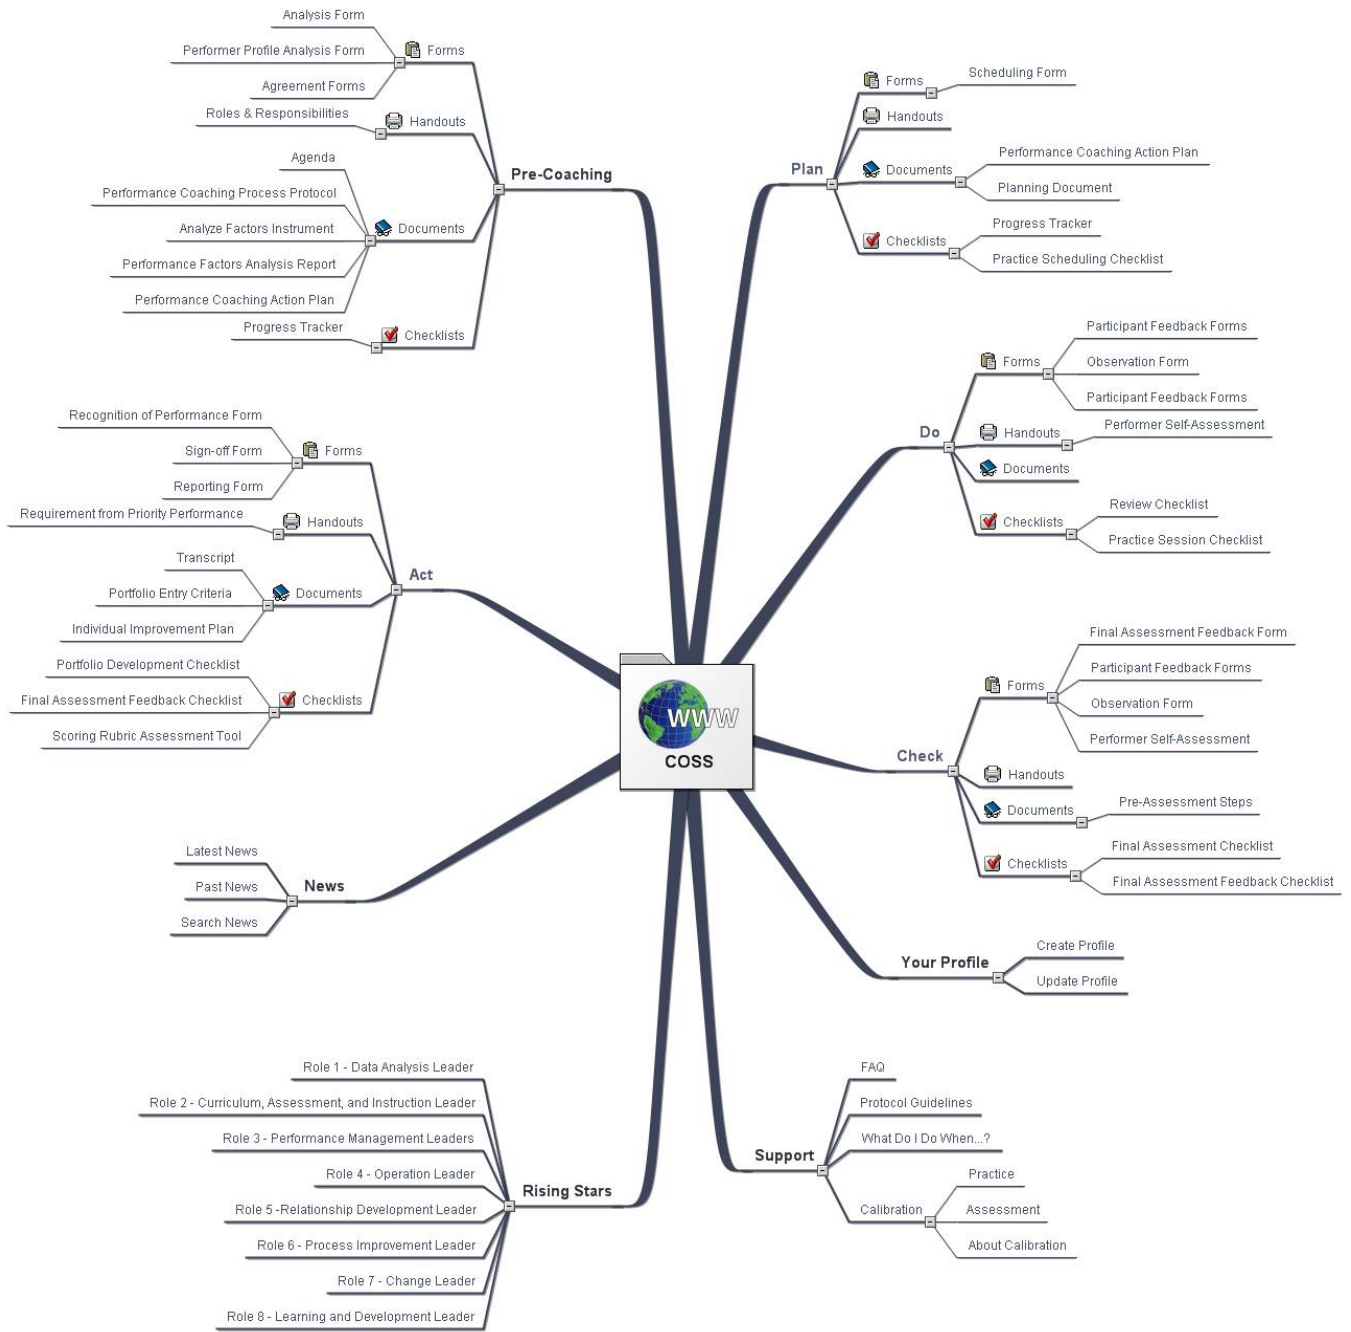 WWW
COSS
Pre-Coaching
Forms
Analysis Form
Performer Profile Analysis Form
Agreement Forms
Handouts
Roles & Responsibilities
Documents
Agenda
Performance Coaching Process Protocol
Analyze Factors Instrument
Performance Factors Analysis Report
Performance Coaching Action Plan
Checklists
Progress Tracker
Plan
Forms
Scheduling Form
Handouts
Documents
Performance Coaching Action Plan
Planning Document
Checklists
Progress Tracker
Practice Scheduling Checklist
Do
Forms
Participant Feedback Forms
Observation Form
Participant Feedback Forms
Handouts
Performer Self-Assessment
Documents
Checklists
Review Checklist
Practice Session Checklist
Check
Forms
Final Assessment Feedback Form
Participant Feedback Forms
Observation Form
Performer Self-Assessment
Handouts
Documents
Pre-Assessment Steps
Checklists
Final Assessment Checklist
Final Assessment Feedback Checklist
Act
Forms
Recognition of Performance Form
Sign-off Form
Reporting Form
Handouts
Requirement from Priority Performance
Documents
Transcript
Portfolio Entry Criteria
Individual Improvement Plan
Checklists
Portfolio Development Checklist
Final Assessment Feedback Checklist
Scoring Rubric Assessment Tool
News
Latest News
Past News
Search News
Your Profile
Create Profile
Update Profile
Rising Stars
Role 1 - Data Analysis Leader
Role 2 - Curriculum, Assessment, and Instruction Leader
Role 3 - Performance Management Leaders
Role 4 - Operation Leader
Role 5 -Relationship Development Leader
Role 6 - Process Improvement Leader
Role 7 - Change Leader
Role 8 - Learning and Development Leader
Support
FAQ
Protocol Guidelines
What Do I Do When...?
Calibration
Practice
Assessment
About Calibration